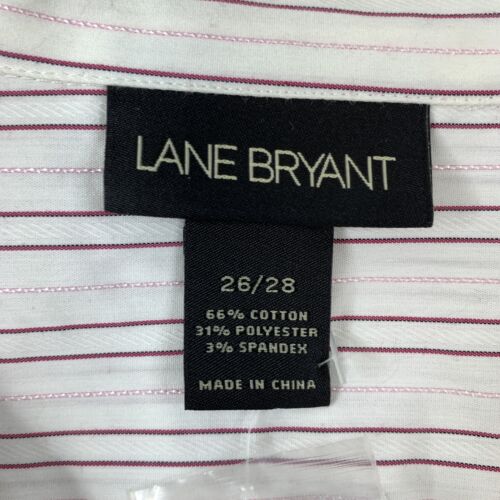 LANE BRYANT
26/28
66% COTTON
31% POLYESTER
3% SPANDEX
MADE IN CHINA